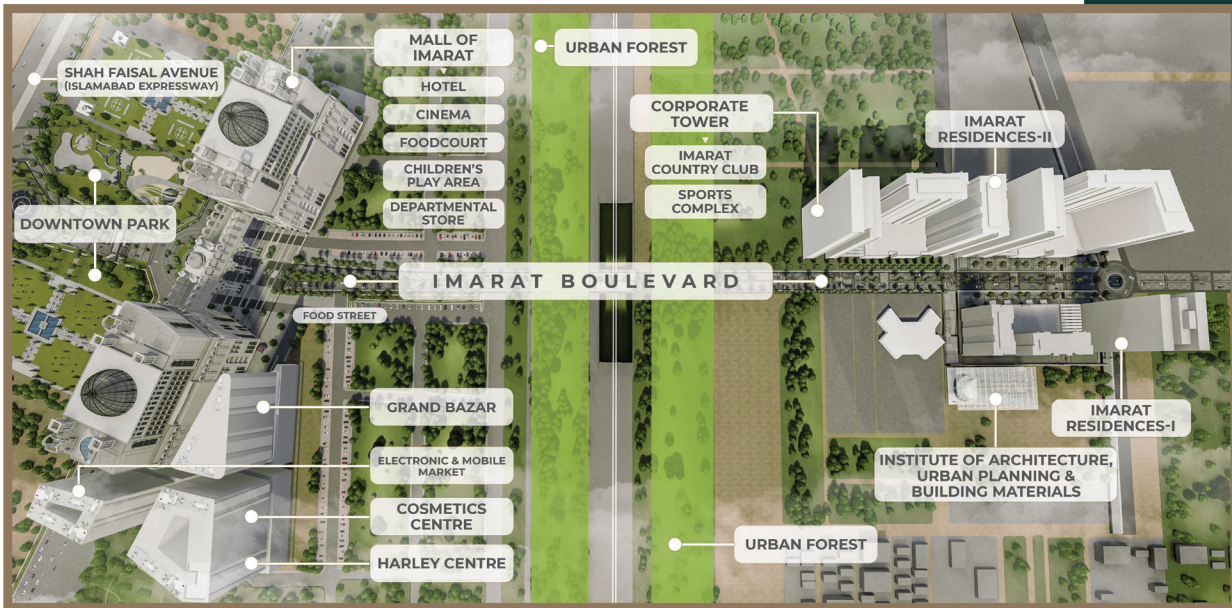 MALL OF
IMARAT
HOTEL
CINEMA
FOODCOURT
CHILDREN'S
PLAY AREA
DEPARTMENTAL
STORE
URBAN FOREST
SHAH FAISAL AVENUE
(ISLAMABAD EXPRESSWAY)
DOWNTOWN PARK
CORPORATE
TOWER
IMARAT
COUNTRY CLUB
SPORTS
COMPLEX
IMARAT
RESIDENCES-II
IMARAT BOULEVARD
FOOD STREET
GRAND BAZAR
ELECTRONIC & MOBILE
MARKET
COSMETICS
CENTRE
HARLEY CENTRE
IMARAT
RESIDENCES-I
INSTITUTE OF ARCHITECTURE,
URBAN PLANNING &
BUILDING MATERIALS
URBAN FOREST